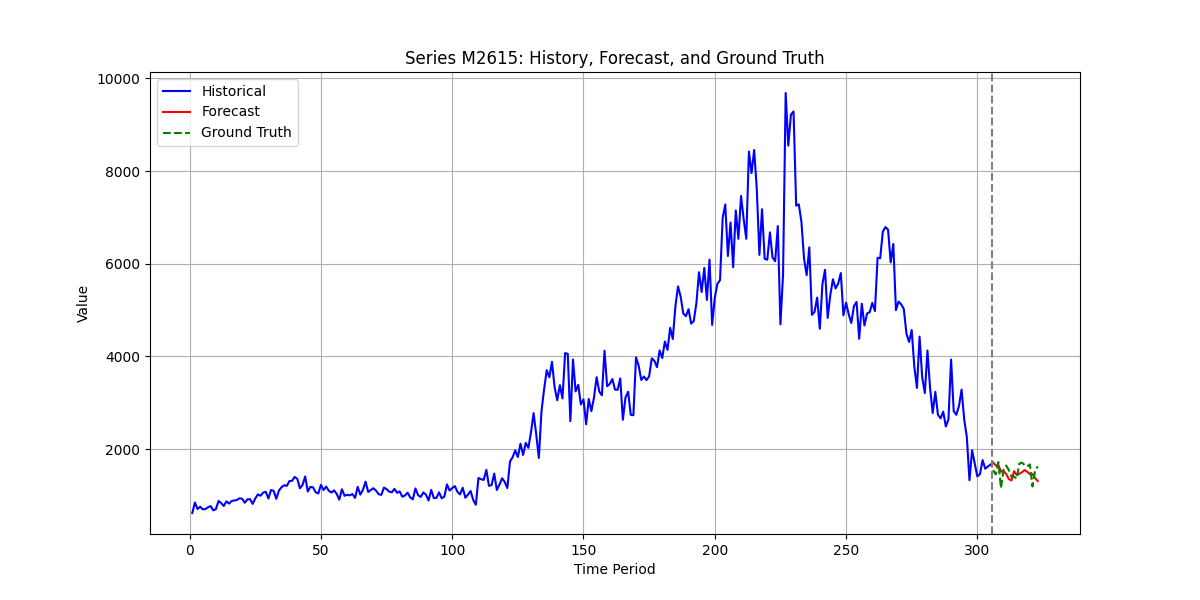 Series M2615: History, Forecast, and Ground Truth
Historical
Forecast
Ground Truth
10000
8000
6000
4000
2000
Value
0
50
100
150
200
250
300
Time Period